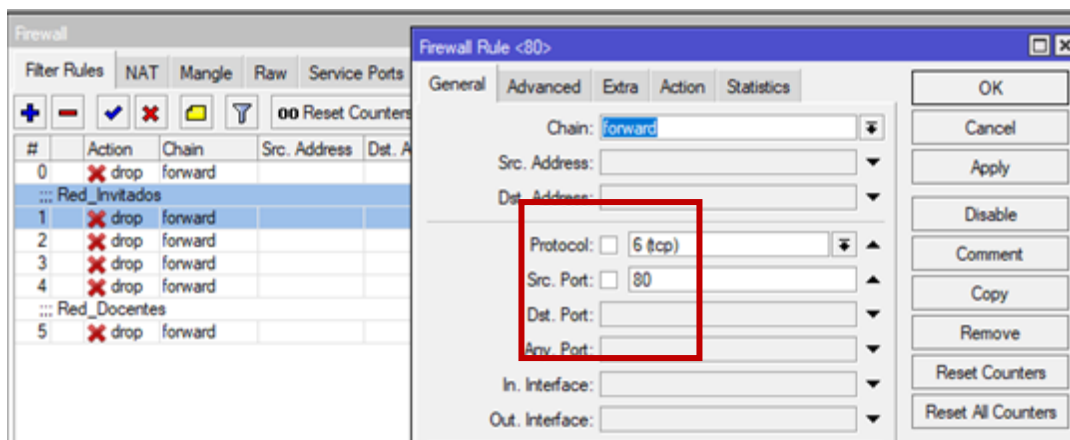 Firewall
Filter Rules NAT Mangle Raw Service Ports
00 Reset Counters
# Action Chain Src. Address Dst. A
0 drop forward
::: Red_Invitados
1 drop forward
2 drop forward
3 drop forward
4 drop forward
::: Red_Docentes
5 drop forward
Firewall Rule <80>
General Advanced Extra Action Statistics
Chain: forward
Src. Address:
Dst. Address:
Protocol: 6 (tcp)
Src. Port: 80
Dst. Port:
Any. Port:
In. Interface:
Out. Interface:
OK
Cancel
Apply
Disable
Comment
Copy
Remove
Reset Counters
Reset All Counters